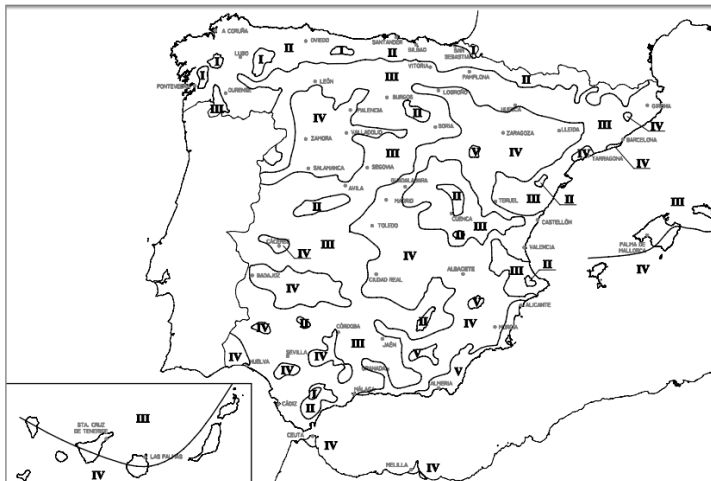 A CORUÑA
LUGO
II
OVIEDO
I
SANTANDER
II
BILBAO
SAN SEBASTIAN
I
I
I
I
PONTEVEDRA
OURENSE
III
LEÓN
VITORIA
PAMPLONA
II
III
BURGOS
LOGROÑO
HUESCA
GIRONA
IV
PALENCIA
II
III
IV
ZAMORA
VALLADOLID
SORIA
ZARAGOZA
LLEIDA
BARCELONA
III
V
IV
IV
TARRAGONA
IV
SALAMANCA
SEGOVIA
GUADALAJARA
AVILA
II
MADRID
II
CUENCA
TERUEL
III
II
III
TOLEDO
II
III
CASTELLÓN
CÁCERES
IV
III
VALENCIA
PALMA DE MALLORCA
IV
BADAJOZ
IV
CIUDAD REAL
IV
ALBACETE
III
II
V
ALICANTE
IV
II
CÓRDOBA
II
IV
MURCIA
IV
HUELVA
SEVILLA
IV
III
JAÉN
V
IV
GRANADA
V
I
II
MÁLAGA
ALMERIA
CÁDIZ
CEUTA
IV
MELILLA
IV
III
STA. CRUZ
DE TENERIFE
LAS PALMAS
IV